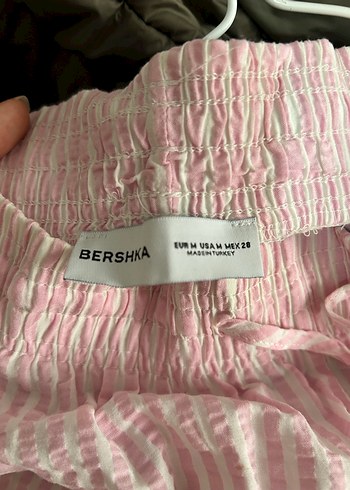 BERSHKA
EUR M USA M MEX 28
MADE IN TURKEY